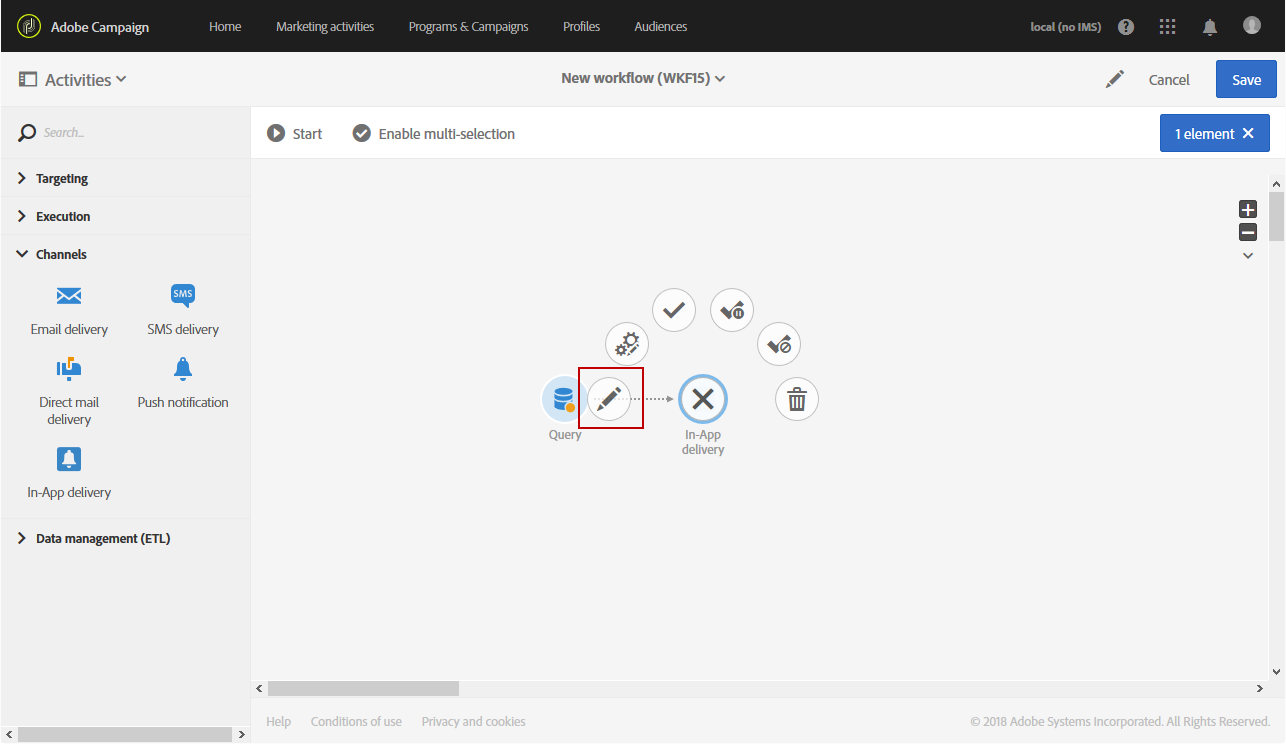 Adobe Campaign Home Marketing activities Programs & Campaigns Profiles Audiences local (no IMS) ?
Activities New workflow (WKF15) Cancel Save
Search... Start Enable multi-selection 1 element
Targeting
Execution
Channels
SMS
Email delivery SMS delivery
Direct mail delivery Push notification
In-App delivery
Data management (ETL)
Query
In-App
delivery
Help Conditions of use Privacy and cookies © 2018 Adobe Systems Incorporated. All Rights Reserved.